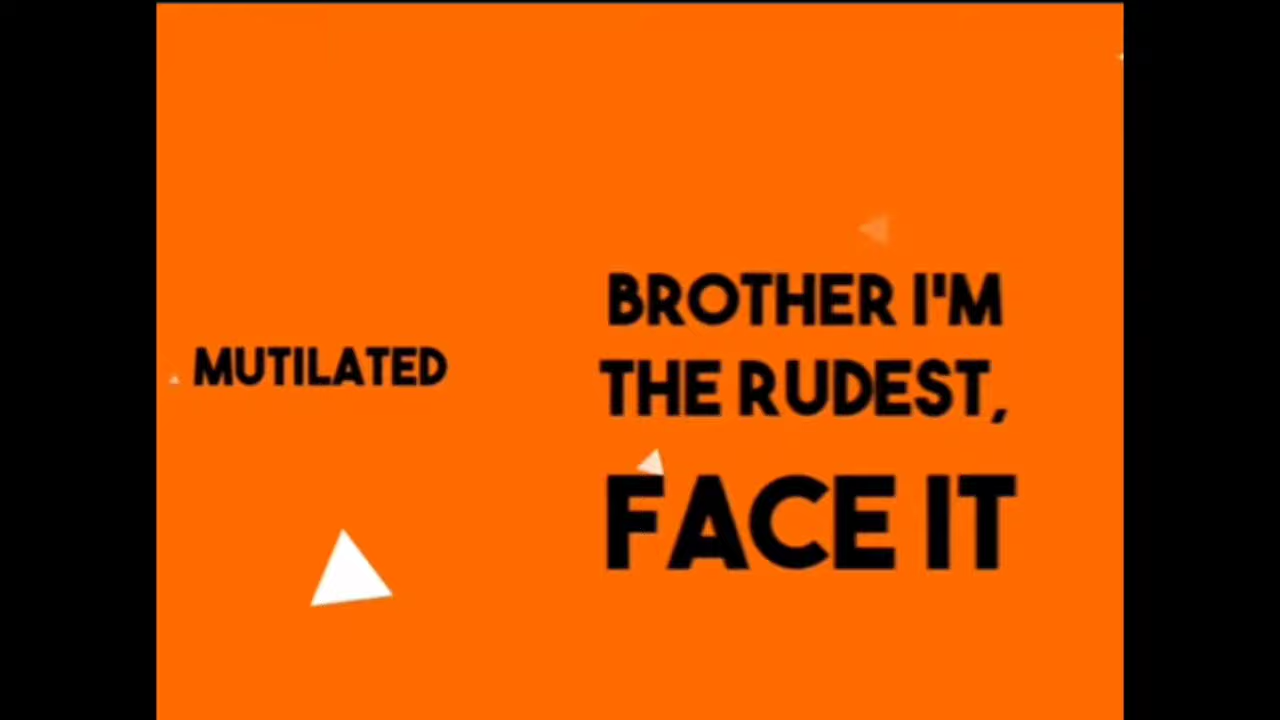 MUTILATED
BROTHER I'M
THE RUDEST,
FACE IT